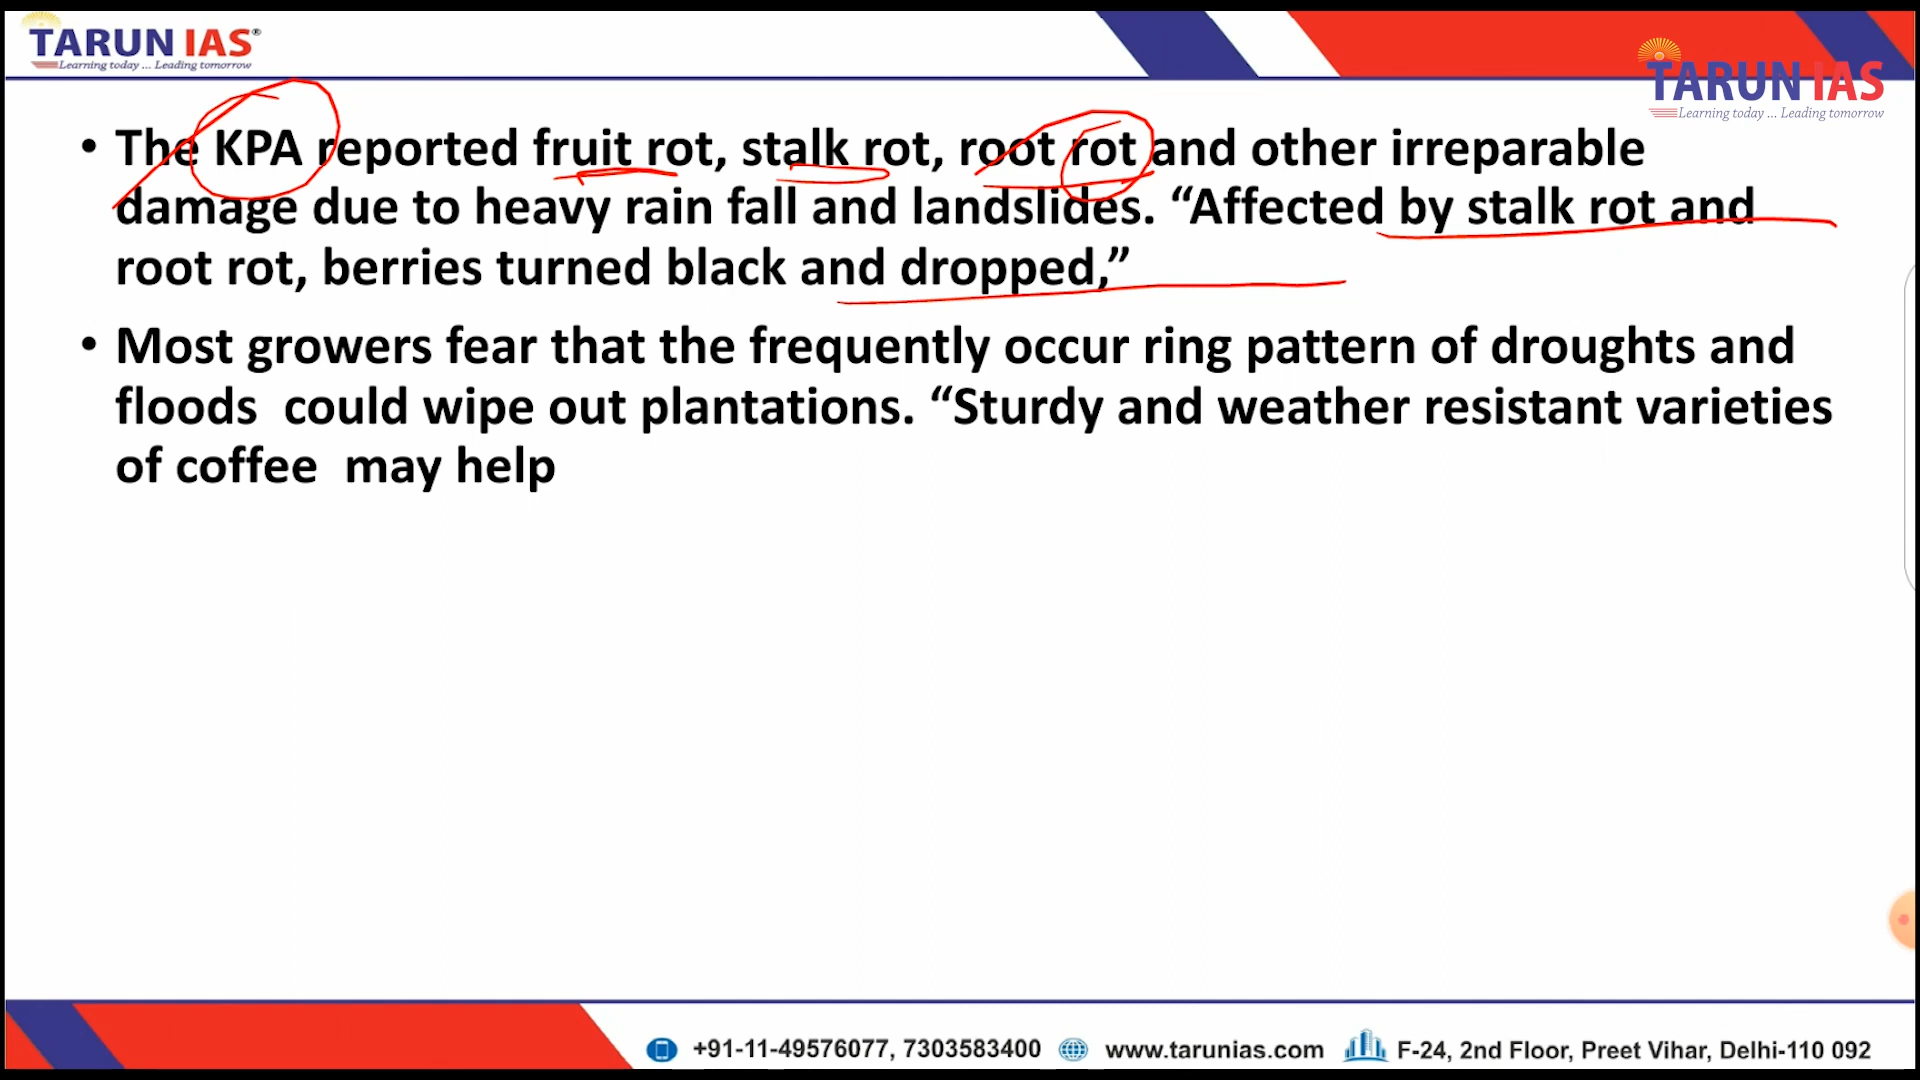 TARUN IAS®
Learning today ... Leading tomorrow
TARUN IAS
Learning today ... Leading tomorrow
• The KPA reported fruit rot, stalk rot, root rot and other irreparable
damage due to heavy rain fall and landslides. “Affected by stalk rot and
root rot, berries turned black and dropped,”
• Most growers fear that the frequently occur ring pattern of droughts and
floods could wipe out plantations. “Sturdy and weather resistant varieties
of coffee may help
+91-11-49576077, 7303583400 www.tarunias.com F-24, 2nd Floor, Preet Vihar, Delhi-110 092